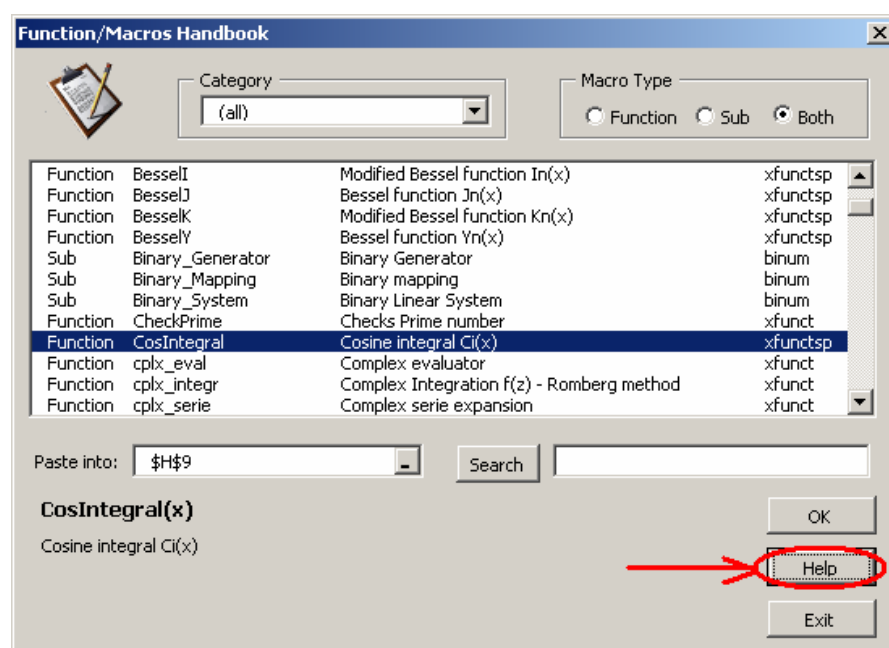 Function/Macros Handbook
Category
(all)
Macro Type
Function Sub Both
Function BesselI Modified Bessel function In(x) xfunctsp
Function BesselJ Bessel function Jn(x) xfunctsp
Function BesselK Modified Bessel function Kn(x) xfunctsp
Function BesselY Bessel function Yn(x) xfunctsp
Sub Binary_Generator Binary Generator binum
Sub Binary_Mapping Binary mapping binum
Sub Binary_System Binary Linear System binum
Function CheckPrime Checks Prime number xfunct
Function CosIntegral Cosine integral Ci(x) xfunctsp
Function cplx_eval Complex evaluator xfunct
Function cplx_integr Complex Integration f(z) - Romberg method xfunct
Function cplx_serie Complex serie expansion xfunct
Paste into: $H$9 Search
CosIntegral(x)
Cosine integral Ci(x)
OK
Help
Exit